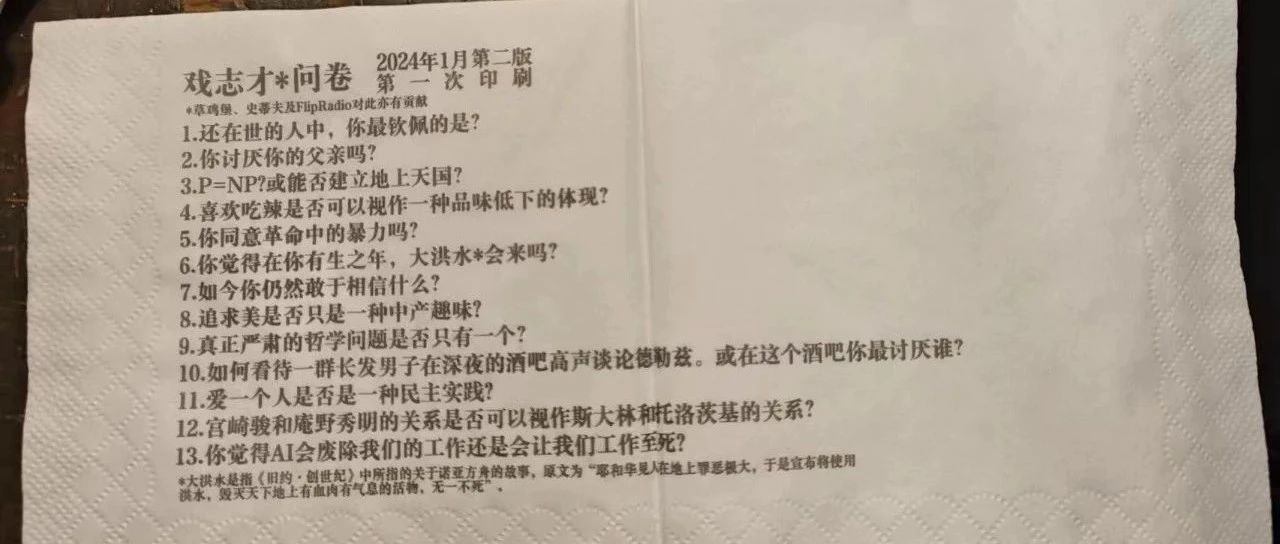 戏志才*问卷 2024年1月第二版
第一次印刷
*草鸡堡、史蒂夫及FlipRadio对此亦有贡献
1.还在世的人中，你最钦佩的是?
2.你讨厌你的父亲吗?
3.P=NP?或能否建立地上天国?
4.喜欢吃辣是否可以视作一种品味低下的体现?
5.你同意革命中的暴力吗?
6.你觉得在你有生之年，大洪水*会来吗?
7.如今你仍然敢于相信什么?
8.追求美是否只是一种中产趣味?
9.真正严肃的哲学问题是否只有一个?
10.如何看待一群长发男子在深夜的酒吧高声谈论德勒兹。或在这个酒吧你最讨厌谁?
11.爱一个人是否是一种民主实践?
12.宫崎骏和庵野秀明的关系是否可以视作斯大林和托洛茨基的关系?
13.你觉得AI会废除我们的工作还是会让我们工作至死?
*大洪水是指《旧约·创世纪》中所指的关于诺亚方舟的故事，原文为“耶和华见人在地上罪恶极大，于是宣布将使用
洪水，毁灭天下地上有血肉有气息的活物，无一不死”。